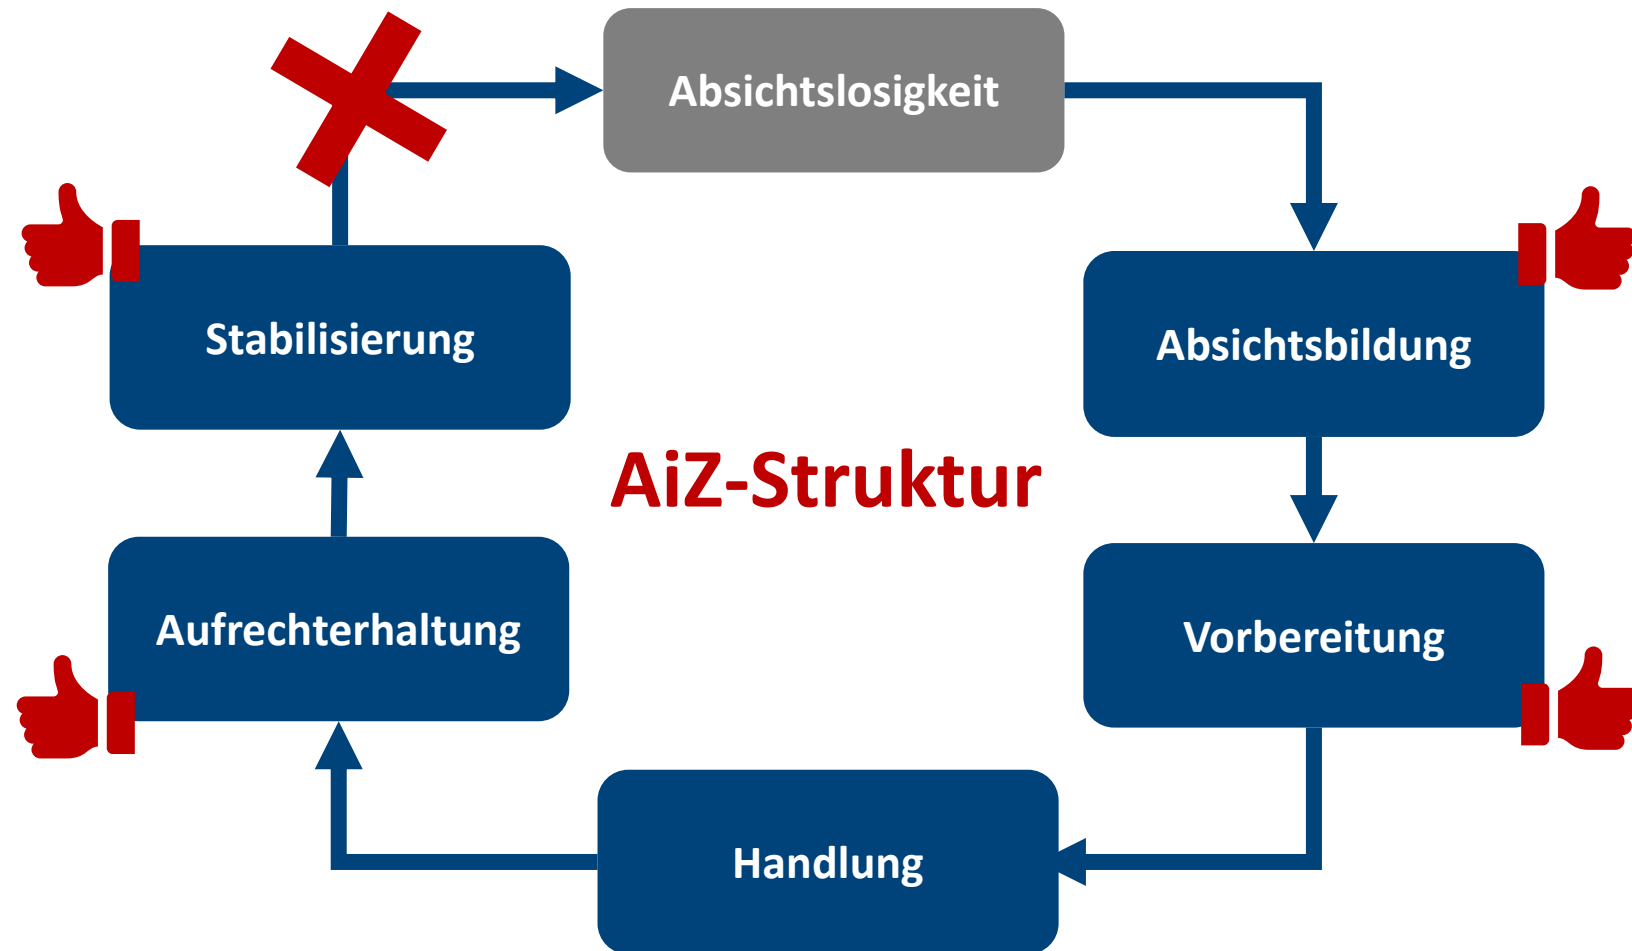 Absichtslosigkeit
Stabilisierung
Absichtsbildung
AiZ-Struktur
Aufrechterhaltung
Vorbereitung
Handlung